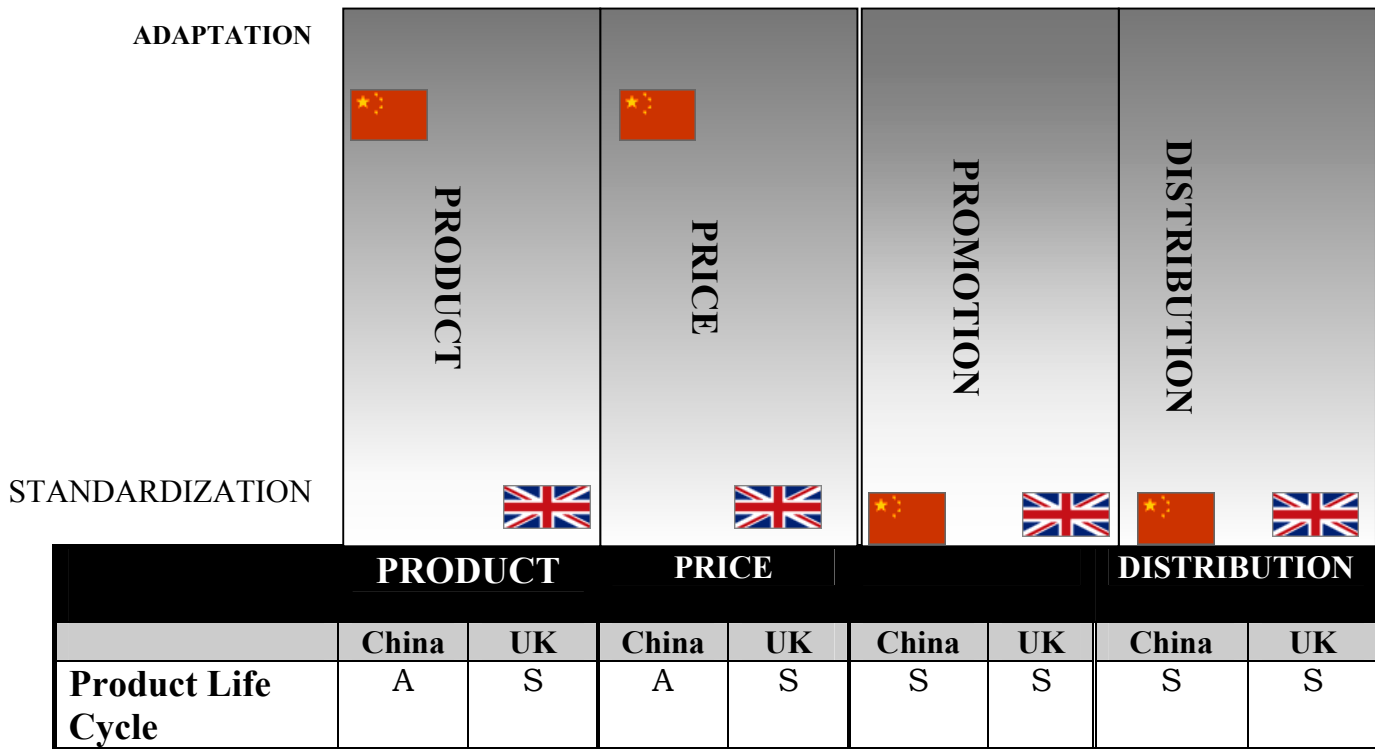 ADAPTATION
PRODUCT
PRICE
PROMOTION
DISTRIBUTION
STANDARDIZATION
PRODUCT PRICE DISTRIBUTION
China UK China UK China UK China UK
Product Life A S A S S S S S
Cycle